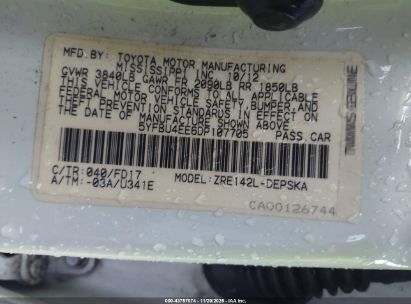 MFD. BY: TOYOTA MOTOR MANUFACTURING
MISSISSIPPI INC. 10/12
GVWR 3840LB GAWR FR 2090LB RR 1850LB
THIS VEHICLE CONFORMS TO ALL APPLICABLE
FEDERAL MOTOR VEHICLE SAFETY, BUMPER, AND
THEFT PREVENTION STANDARDS IN EFFECT ON
THE DATE OF MANUFACTURE SHOWN ABOVE.
5YFBU4EE6DP107705 PASS CAR
C/TR: 040/FD17 MODEL: ZRE142L-DEPSKA
A/TM: -03A/U341E
CA00126744